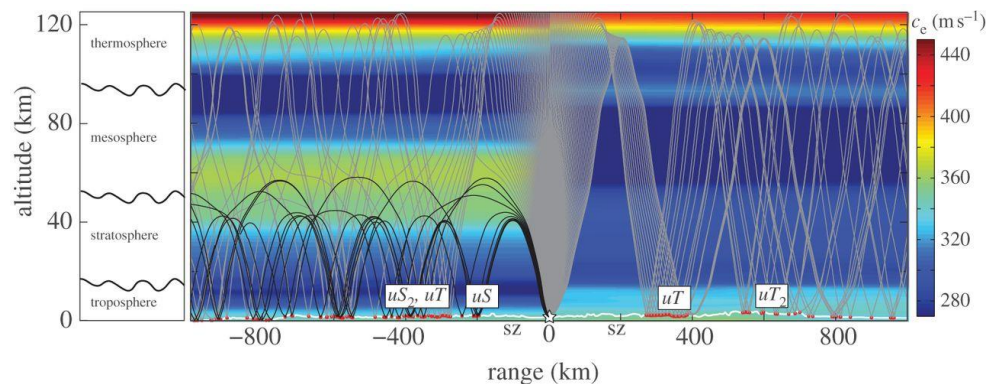 120
80
40
0
altitude (km)
thermosphere
mesosphere
stratosphere
troposphere
uS₂, uT
uS
uT
uT₂
sz
sz
−800
−400
0
400
800
range (km)
cₑ (m s⁻¹)
440
400
360
320
280